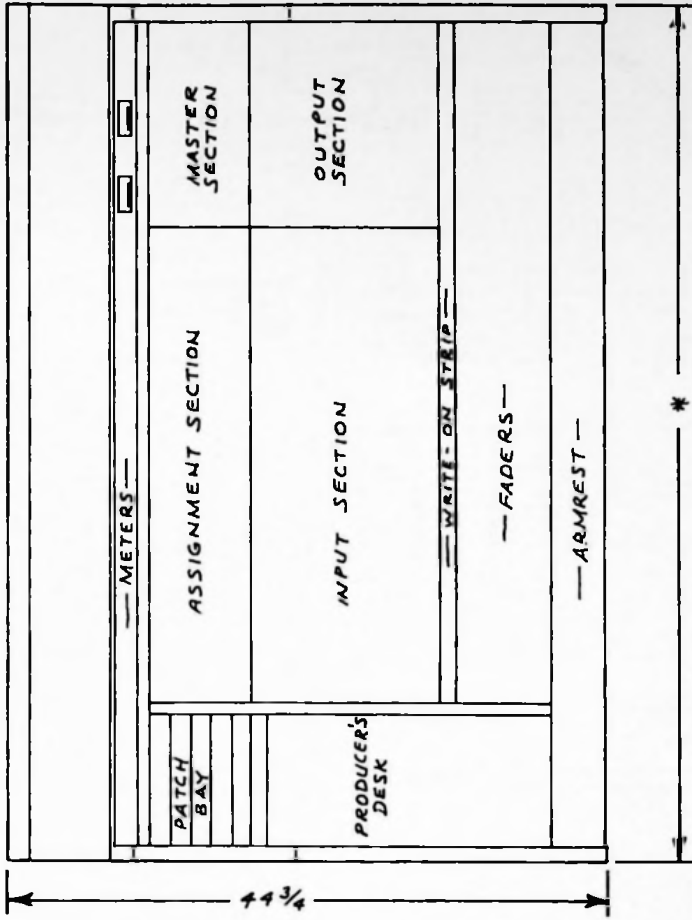 — METERS —
MASTER
SECTION
ASSIGNMENT SECTION
OUTPUT
SECTION
INPUT SECTION
— WRITE-ON STRIP —
— FADERS —
— ARMREST —
PATCH
BAY
PRODUCER'S
DESK
*
44 3/4